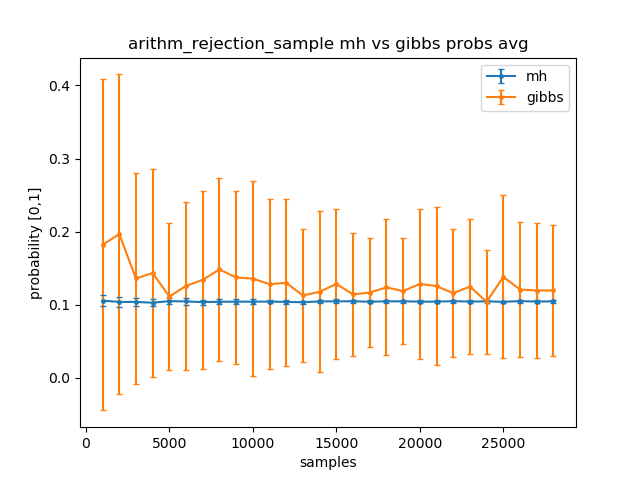 arithm_rejection_sample mh vs gibbs probs avg
mh
gibbs
probability [0,1]
0.4
0.3
0.2
0.1
0.0
0
5000
10000
15000
20000
25000
samples